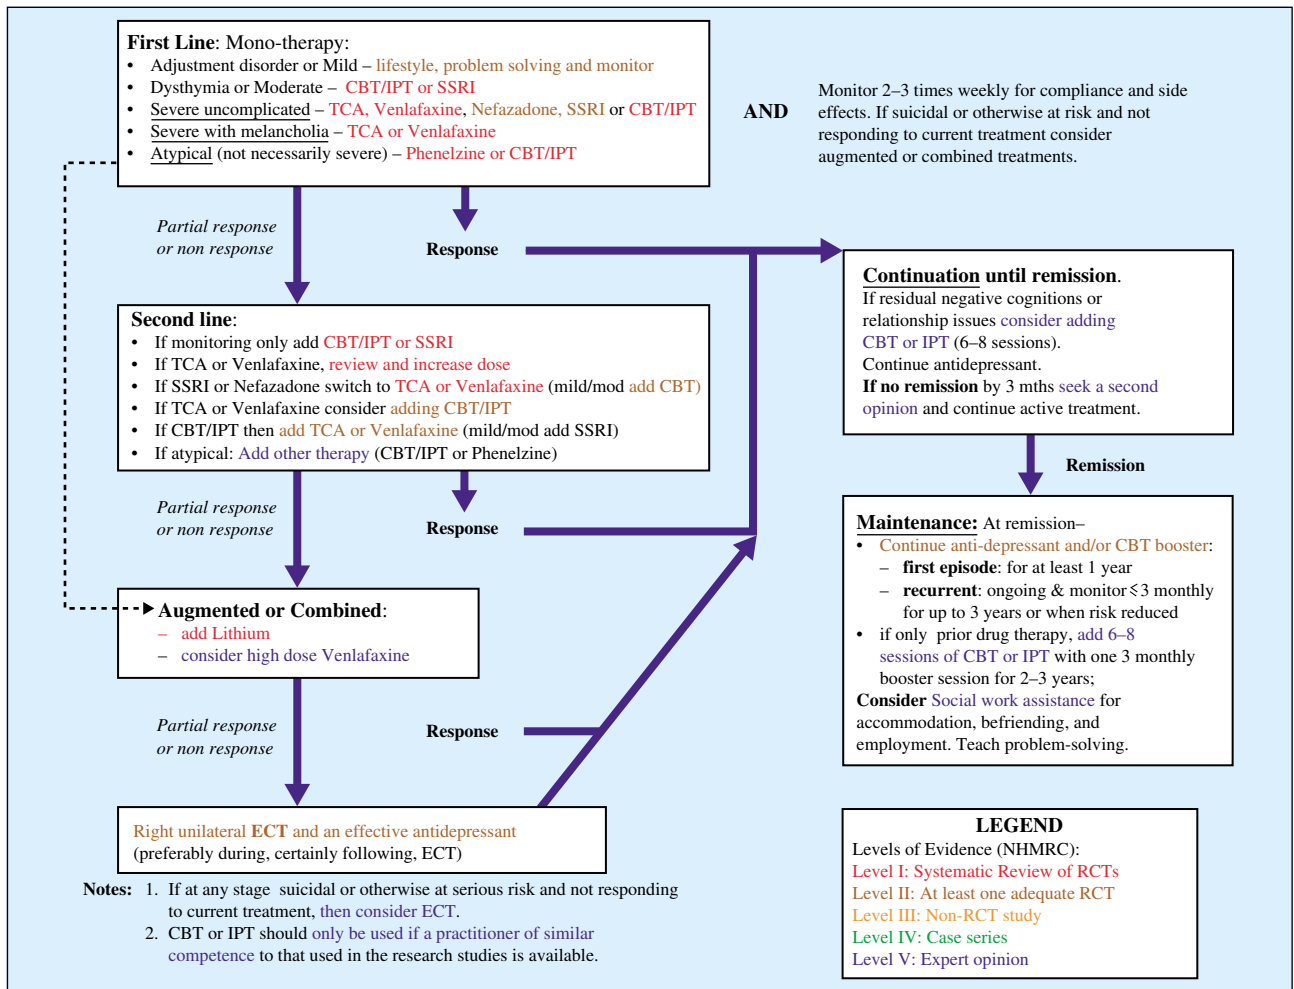 First Line: Mono-therapy:
• Adjustment disorder or Mild – lifestyle, problem solving and monitor
• Dysthymia or Moderate – CBT/IPT or SSRI
• Severe uncomplicated – TCA, Venlafaxine, Nefazadone, SSRI or CBT/IPT
• Severe with melancholia – TCA or Venlafaxine
• Atypical (not necessarily severe) – Phenelzine or CBT/IPT
AND
Monitor 2–3 times weekly for compliance and side
effects. If suicidal or otherwise at risk and not
responding to current treatment consider
augmented or combined treatments.
Partial response
or non response
Response
Second line:
• If monitoring only add CBT/IPT or SSRI
• If TCA or Venlafaxine, review and increase dose
• If SSRI or Nefazadone switch to TCA or Venlafaxine (mild/mod add CBT)
• If TCA or Venlafaxine consider adding CBT/IPT
• If CBT/IPT then add TCA or Venlafaxine (mild/mod add SSRI)
• If atypical: Add other therapy (CBT/IPT or Phenelzine)
Partial response
or non response
Response
Augmented or Combined:
– add Lithium
– consider high dose Venlafaxine
Partial response
or non response
Response
Right unilateral ECT and an effective antidepressant
(preferably during, certainly following, ECT)
Continuation until remission.
If residual negative cognitions or
relationship issues consider adding
CBT or IPT (6–8 sessions).
Continue antidepressant.
If no remission by 3 mths seek a second
opinion and continue active treatment.
Remission
Maintenance: At remission–
• Continue anti-depressant and/or CBT booster:
– first episode: for at least 1 year
– recurrent: ongoing & monitor ⩽3 monthly
for up to 3 years or when risk reduced
• if only prior drug therapy, add 6–8
sessions of CBT or IPT with one 3 monthly
booster session for 2–3 years;
Consider Social work assistance for
accommodation, befriending, and
employment. Teach problem-solving.
LEGEND
Levels of Evidence (NHMRC):
Level I: Systematic Review of RCTs
Level II: At least one adequate RCT
Level III: Non-RCT study
Level IV: Case series
Level V: Expert opinion
Notes: 1. If at any stage suicidal or otherwise at serious risk and not responding
to current treatment, then consider ECT.
2. CBT or IPT should only be used if a practitioner of similar
competence to that used in the research studies is available.